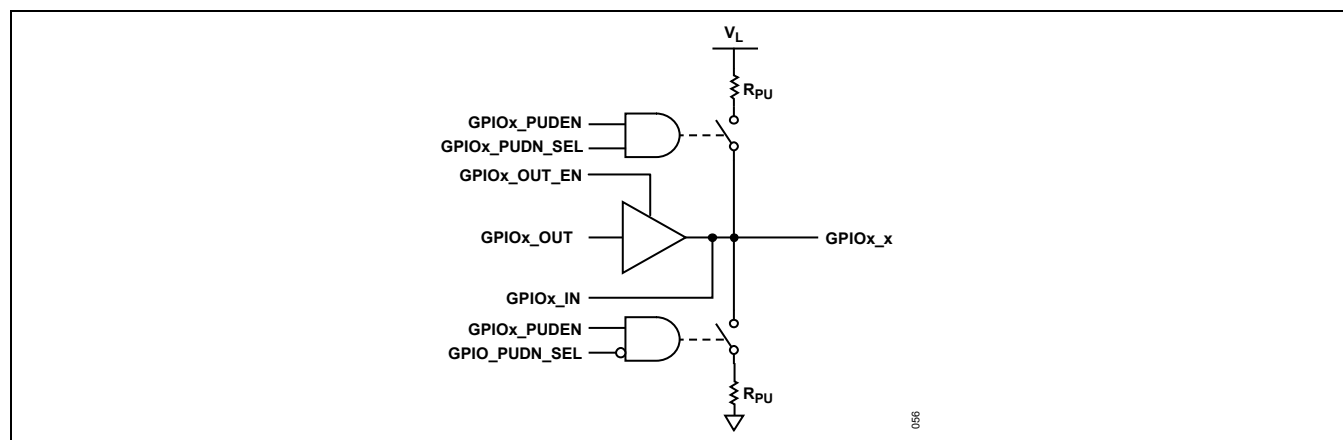 VL
RPU
GPIOx_PUDEN
GPIOx_PUDN_SEL
GPIOx_OUT_EN
GPIOx_OUT
GPIOx_x
GPIOx_IN
GPIOx_PUDEN
GPIO_PUDN_SEL
RPU
056